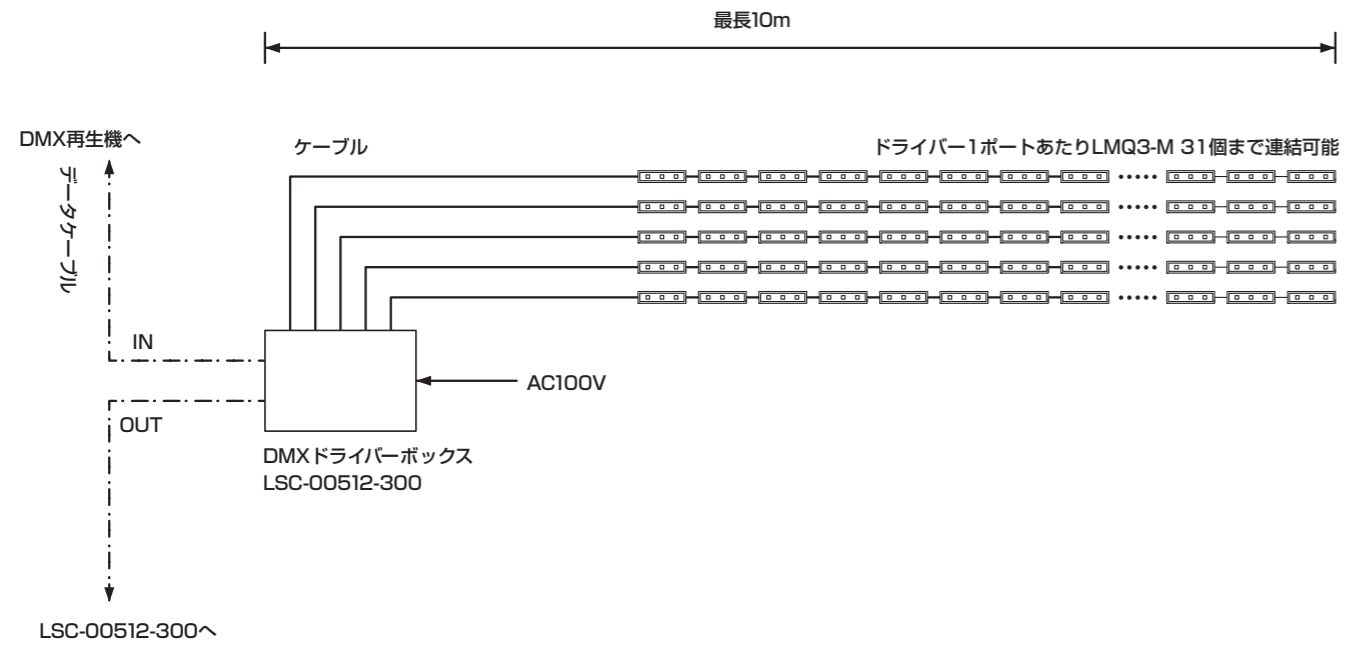 最長10m
DMX再生機へ
ケーブル
ドライバー1ポートあたりLMQ3-M 31個まで連結可能
データケーブル
IN
AC100V
OUT
DMXドライバーボックス
LSC-00512-300
LSC-00512-300へ